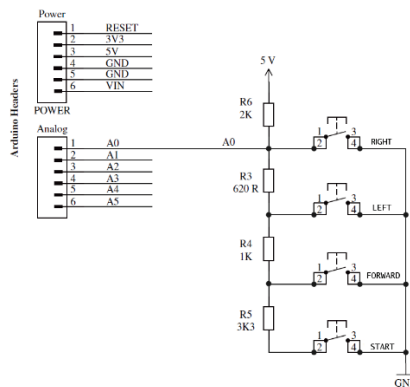 Arduino Headers
Power
1 RESET
2 3V3
3 5V
4 GND
5 GND
6 VIN
POWER
Analog
1 A0
2 A1
3 A2
4 A3
5 A4
6 A5
A0
5 V
R6
2K
1 3
2 4
RIGHT
R3
620 R
1 3
2 4
LEFT
R4
1K
1 3
2 4
FORWARD
R5
3K3
1 3
2 4
START
GN